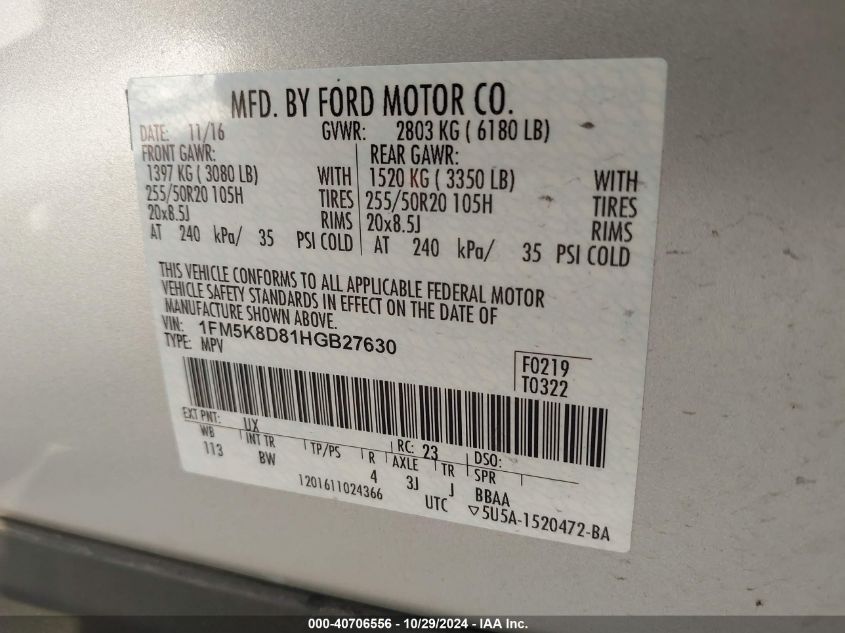 MFD. BY FORD MOTOR CO.
DATE: 11/16 GVWR: 2803 KG ( 6180 LB)
FRONT GAWR: REAR GAWR:
1397 KG ( 3080 LB) WITH 1520 KG ( 3350 LB) WITH
255/50R20 105H TIRES 255/50R20 105H TIRES
20x8.5J RIMS 20x8.5J RIMS
AT 240 kPa/ 35 PSI COLD AT 240 kPa/ 35 PSI COLD
THIS VEHICLE CONFORMS TO ALL APPLICABLE FEDERAL MOTOR
VEHICLE SAFETY STANDARDS IN EFFECT ON THE DATE OF
MANUFACTURE SHOWN ABOVE.
VIN: 1FM5K8D81HGB27630
TYPE: MPV
F0219
T0322
EXT PNT: UX RC: 23 DSO:
WB INT TR TP/PS R AXLE TR SPR
113 BW 4 3J J BBAA
1201611024366 UTC ▽5U5A-1520472-BA
000-40706556 - 10/29/2024 - IAA Inc.